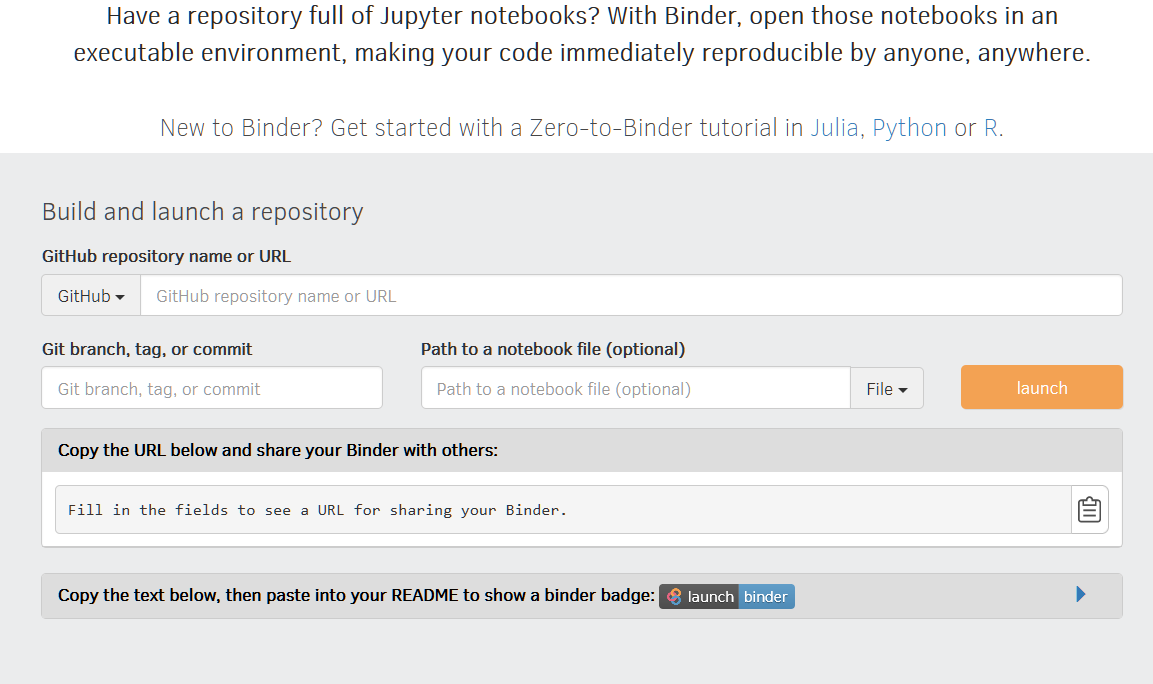 Have a repository full of Jupyter notebooks? With Binder, open those notebooks in an
executable environment, making your code immediately reproducible by anyone, anywhere.
New to Binder? Get started with a Zero-to-Binder tutorial in Julia, Python or R.
Build and launch a repository
GitHub repository name or URL
GitHub GitHub repository name or URL
Git branch, tag, or commit Path to a notebook file (optional)
Git branch, tag, or commit Path to a notebook file (optional) File launch
Copy the URL below and share your Binder with others:
Fill in the fields to see a URL for sharing your Binder.
Copy the text below, then paste into your README to show a binder badge: launch binder